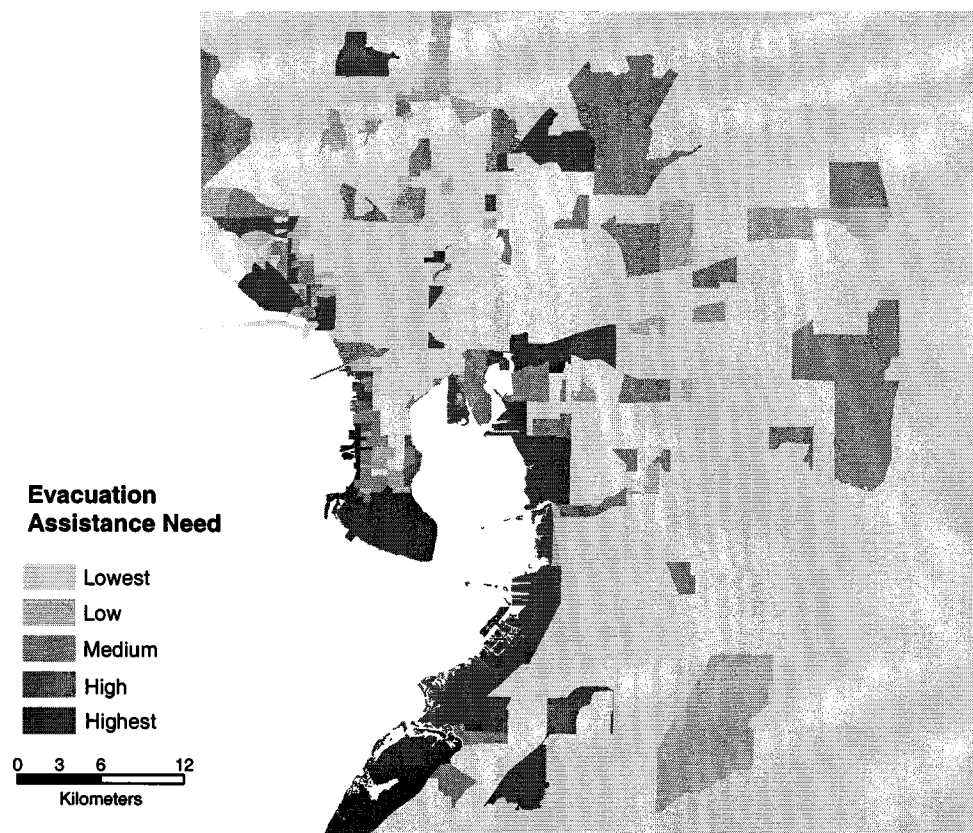 Evacuation
Assistance Need
Lowest
Low
Medium
High
Highest
0 3 6 12
Kilometers